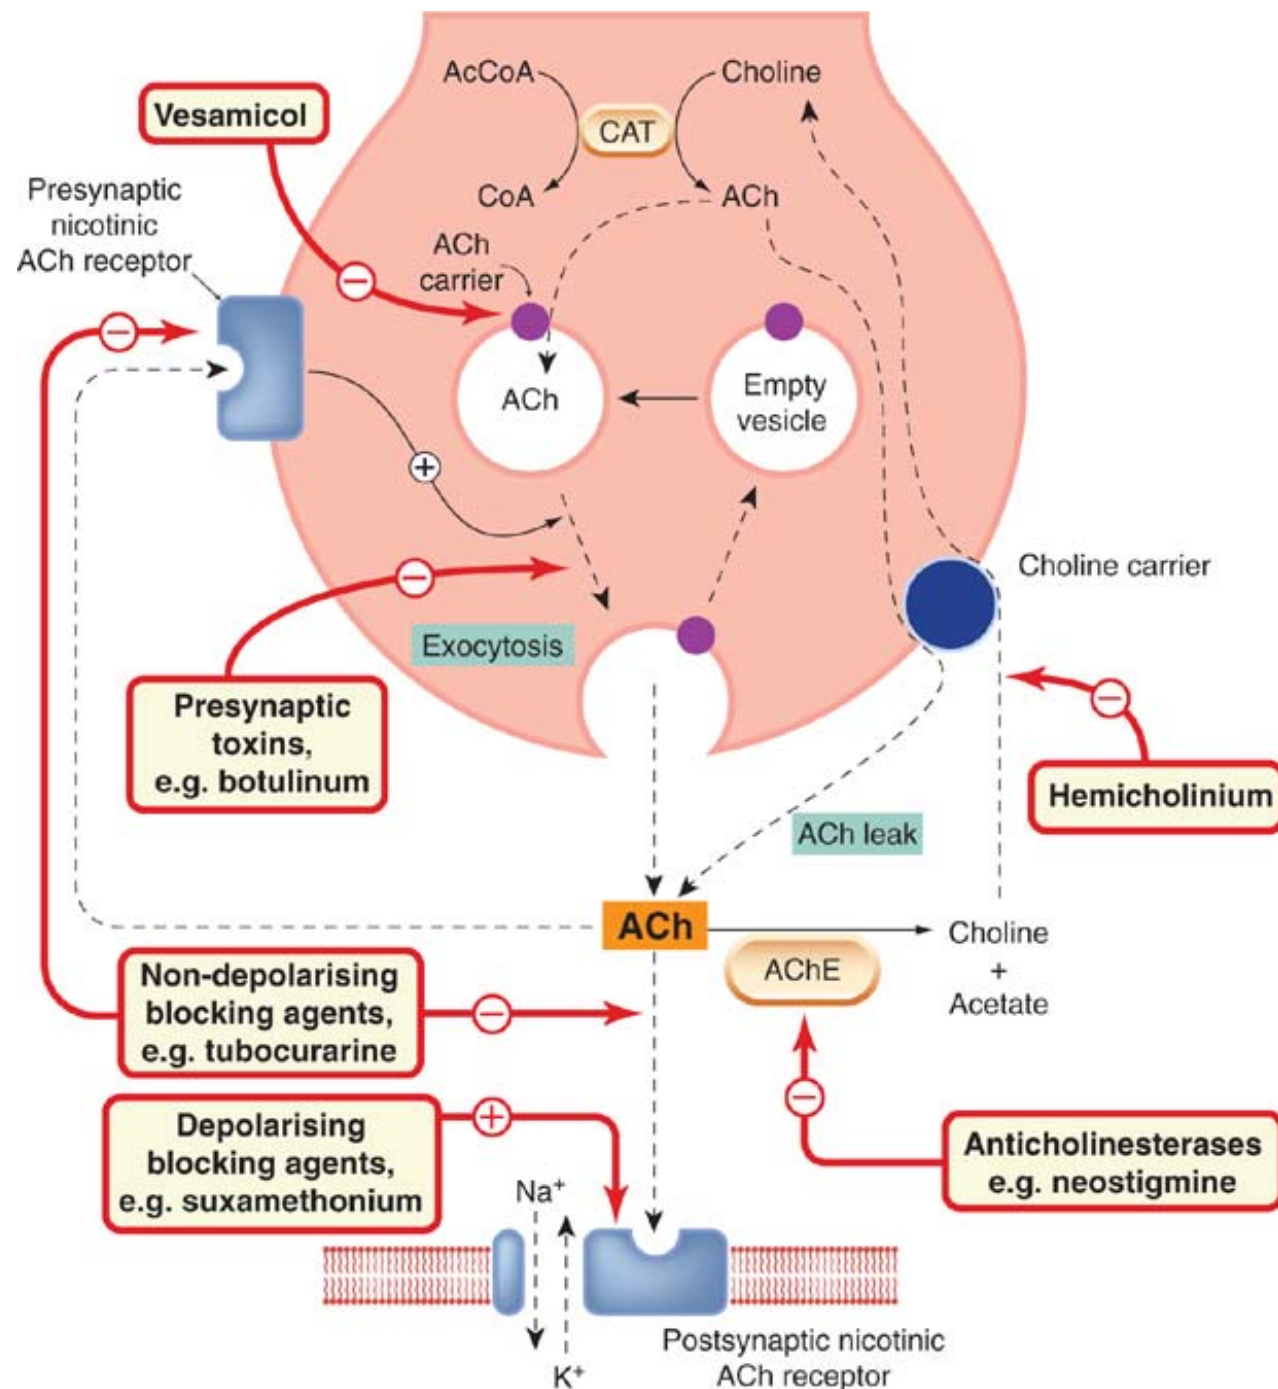 AcCoA
Choline
Vesamicol
CAT
Presynaptic
nicotinic
ACh receptor
CoA
ACh
ACh
carrier
−
−
ACh
Empty
vesicle
+
−
Choline carrier
Exocytosis
Presynaptic
toxins,
e.g. botulinum
−
Hemicholinium
ACh leak
ACh
Choline
+
Acetate
AChE
Non-depolarising
blocking agents,
e.g. tubocurarine
−
−
Depolarising
blocking agents,
e.g. suxamethonium
+
Anticholinesterases
e.g. neostigmine
Na⁺
K⁺
Postsynaptic nicotinic
ACh receptor